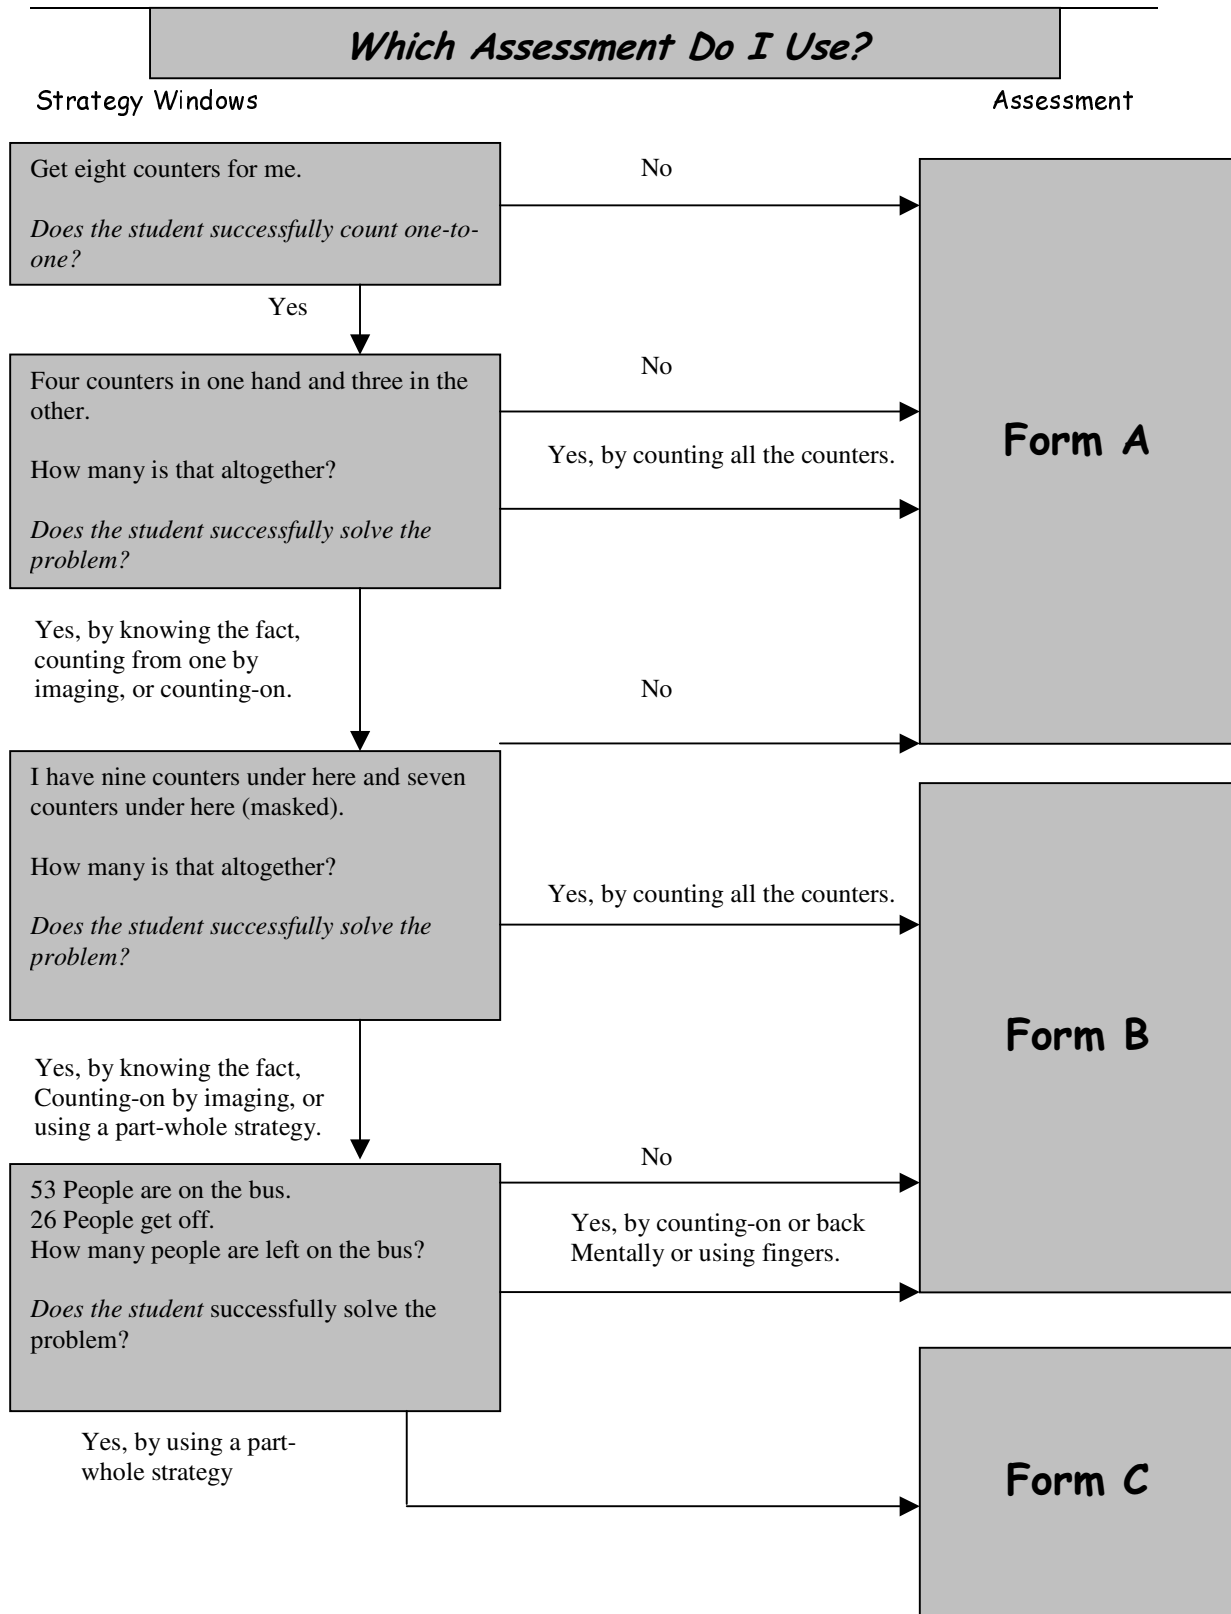 Which Assessment Do I Use?
Strategy Windows
Assessment
Get eight counters for me.
Does the student successfully count one-to-
one?
No
Yes
Four counters in one hand and three in the
other.
How many is that altogether?
Does the student successfully solve the
problem?
No
Yes, by counting all the counters.
Form A
Yes, by knowing the fact,
counting from one by
imaging, or counting-on.
No
I have nine counters under here and seven
counters under here (masked).
How many is that altogether?
Does the student successfully solve the
problem?
Yes, by counting all the counters.
Form B
Yes, by knowing the fact,
Counting-on by imaging, or
using a part-whole strategy.
No
53 People are on the bus.
26 People get off.
How many people are left on the bus?
Does the student successfully solve the
problem?
Yes, by counting-on or back
Mentally or using fingers.
Yes, by using a part-
whole strategy
Form C